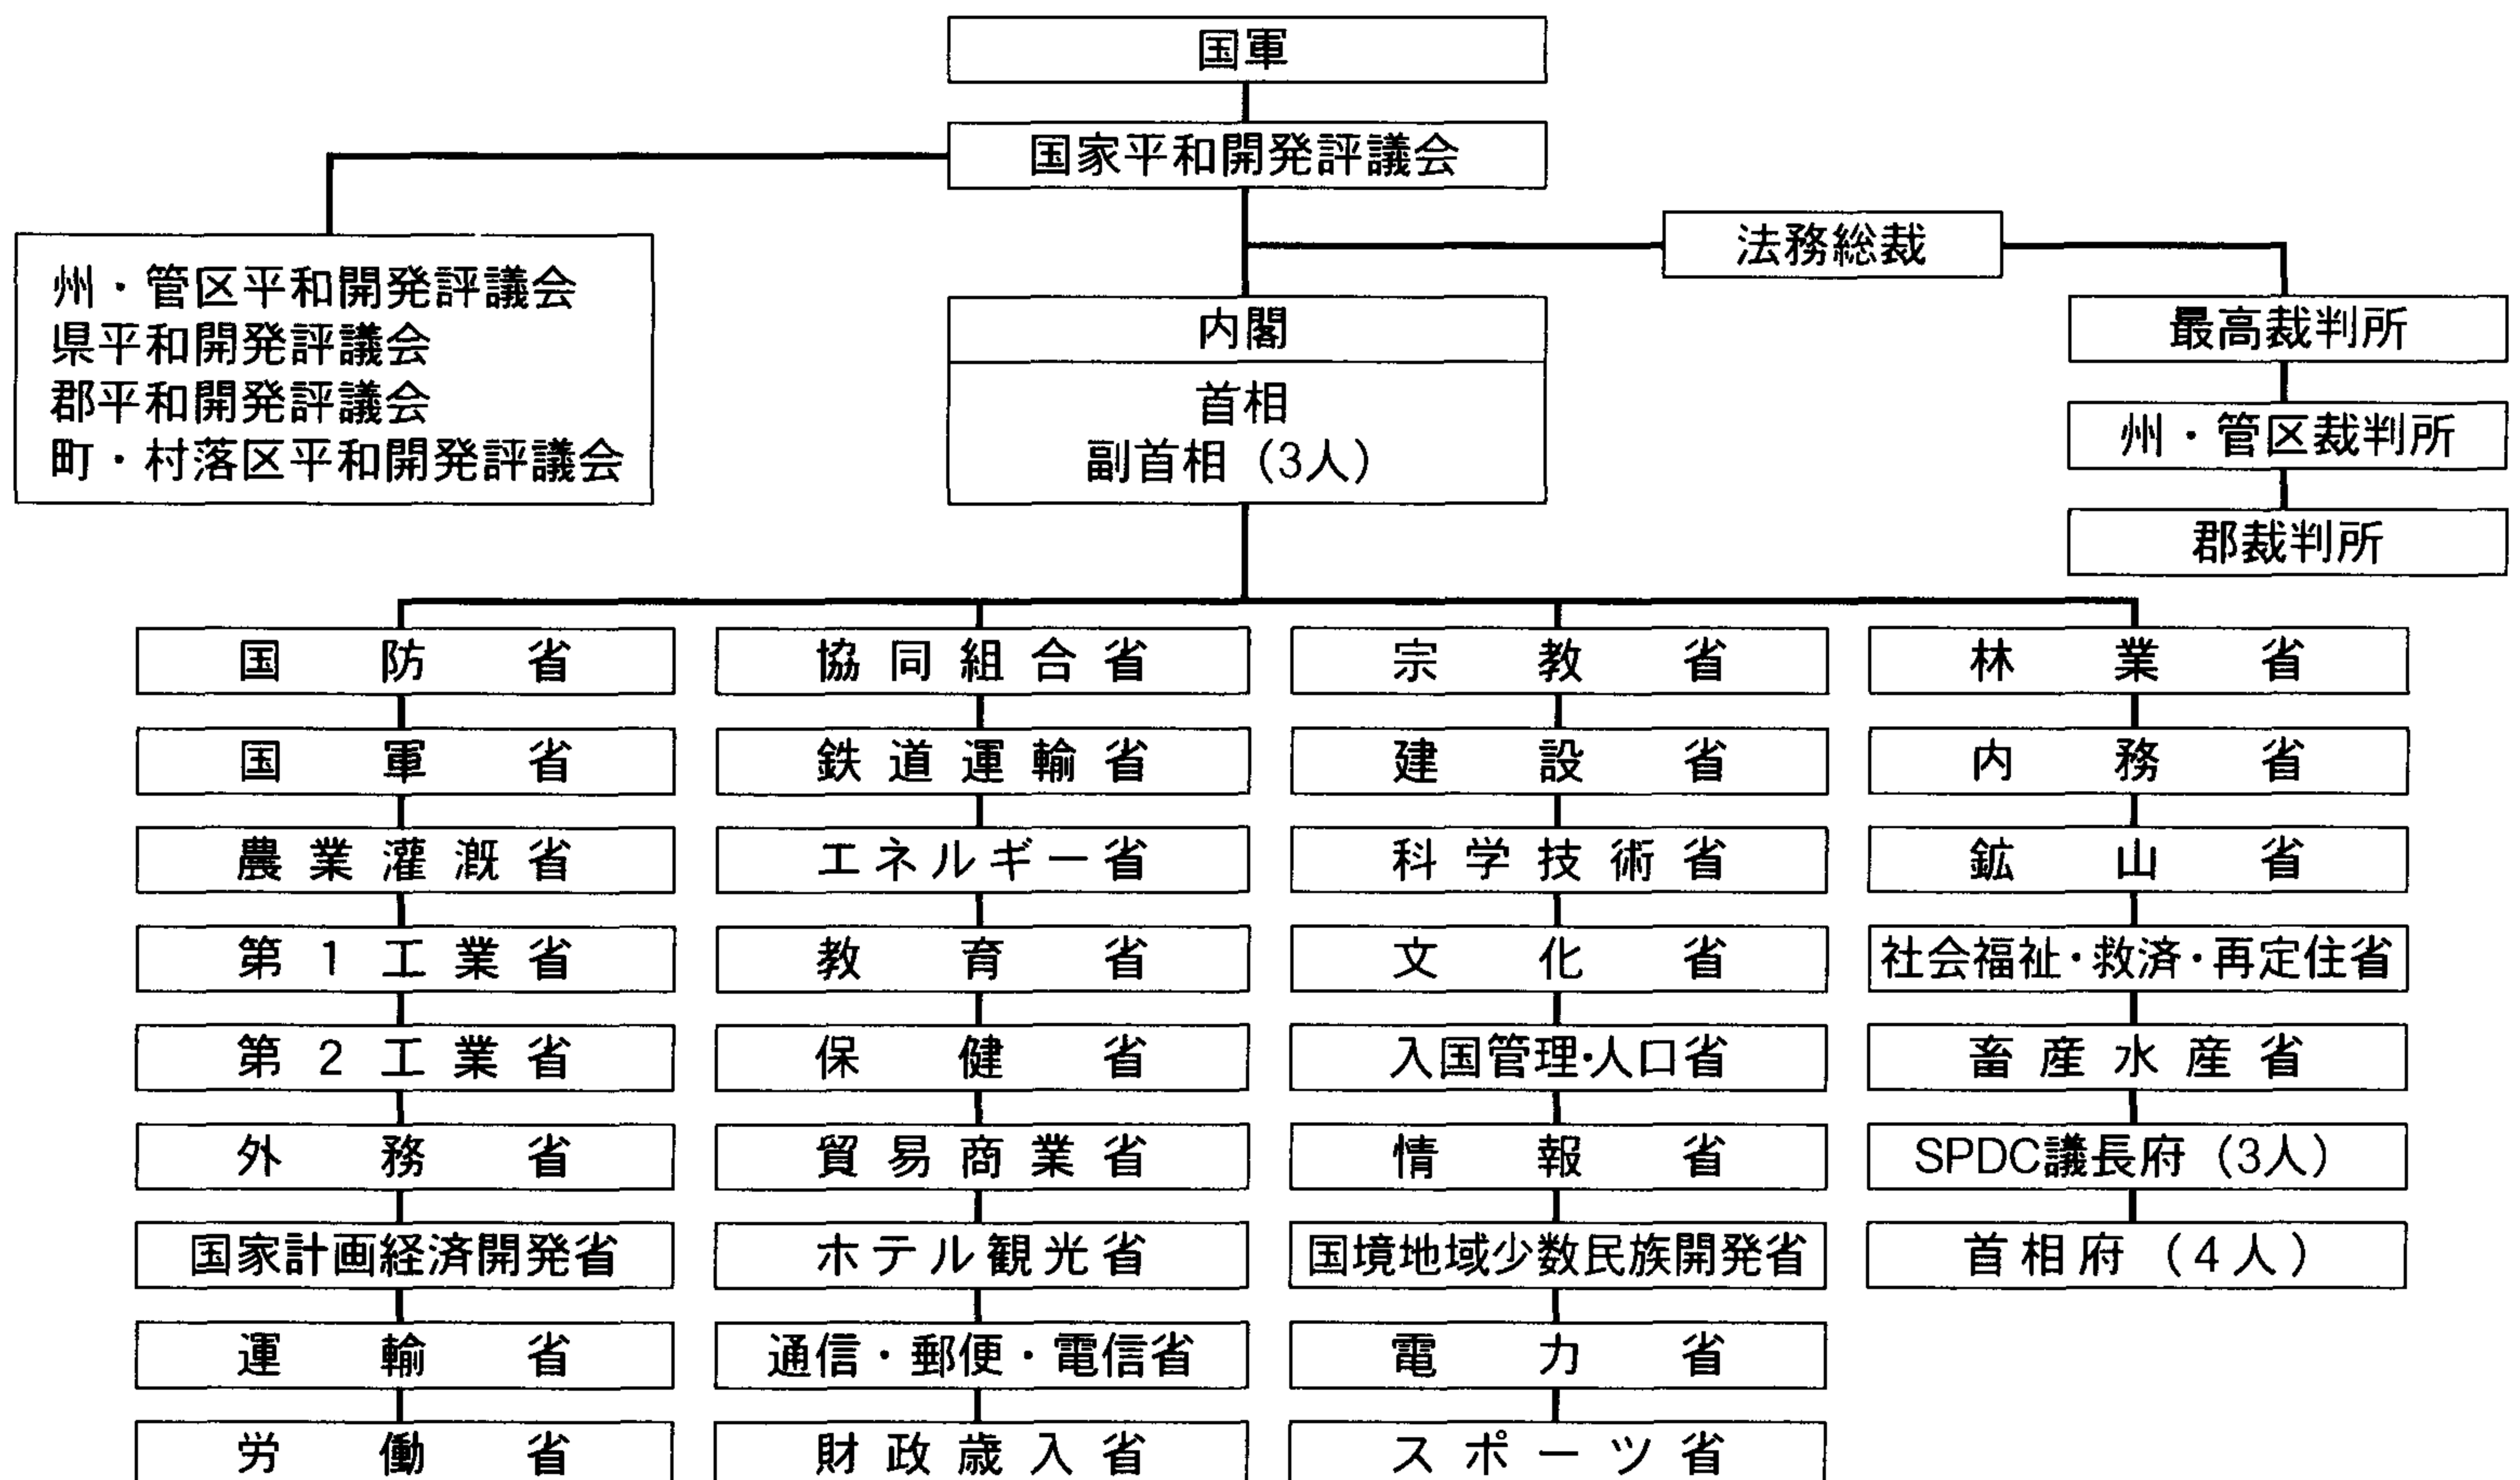 国軍
国家平和開発評議会
法務総裁
州・管区平和開発評議会
県平和開発評議会
郡平和開発評議会
町・村落区平和開発評議会
内閣
首相
副首相（3人）
最高裁判所
州・管区裁判所
郡裁判所
国防省
国軍省
農業灌漑省
第1工業省
第2工業省
外務省
国家計画経済開発省
運輸省
労働省
協同組合省
鉄道運輸省
エネルギー省
教育省
保健省
貿易商業省
ホテル観光省
通信・郵便・電信省
財政歳入省
宗教省
建設省
科学技術省
文化省
入国管理・人口省
情報省
国境地域少数民族開発省
電力省
スポーツ省
林業省
内務省
鉱山省
社会福祉・救済・再定住省
畜産水産省
SPDC議長府（3人）
首相府（4人）